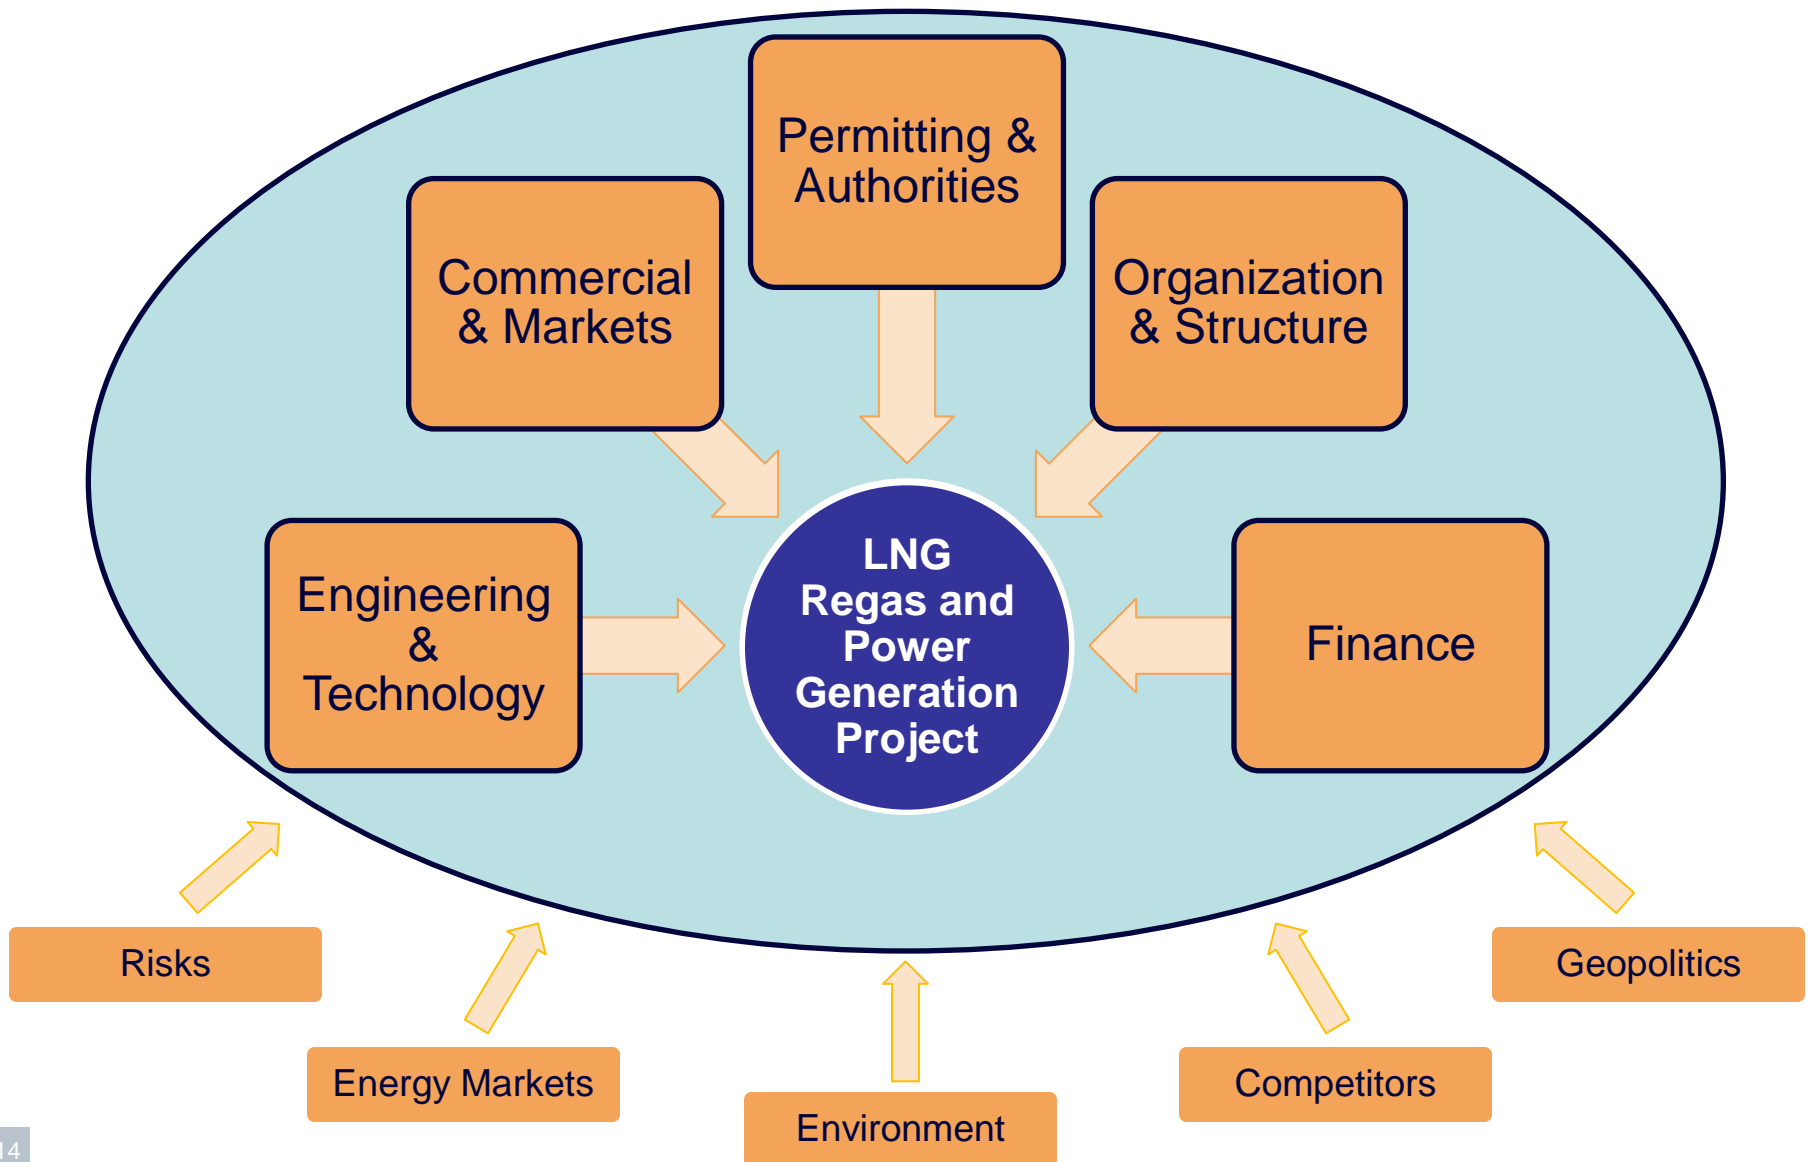 Permitting &
Authorities
Commercial
& Markets
Organization
& Structure
Engineering
&
Technology
LNG
Regas and
Power
Generation
Project
Finance
Risks
Geopolitics
Energy Markets
Competitors
Environment
14